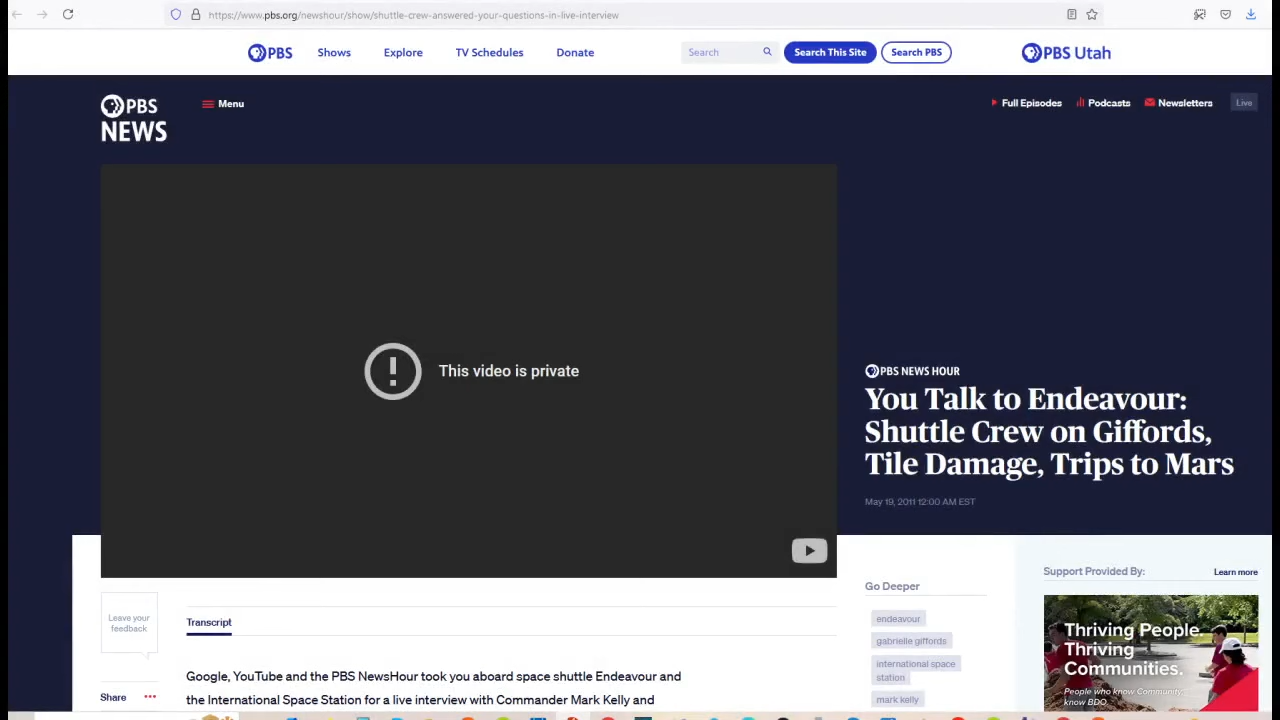 https://www.pbs.org/newshour/show/shuttle-crew-answered-your-questions-in-live-interview
PBS
Shows
Explore
TV Schedules
Donate
Search
Search This Site
Search PBS
PBS Utah
PBS
NEWS
Menu
Full Episodes
Podcasts
Newsletters
Live
This video is private
PBS NEWS HOUR
You Talk to Endeavour:
Shuttle Crew on Giffords,
Tile Damage, Trips to Mars
May 19, 2011 12:00 AM EST
Leave your
feedback
Share
Transcript
Google, YouTube and the PBS NewsHour took you aboard space shuttle Endeavour and
the International Space Station for a live interview with Commander Mark Kelly and
Go Deeper
endeavour
gabrielle giffords
international space
station
mark kelly
Support Provided By:
Learn more
Thriving People.
Thriving
Communities.
People who know Community,
know BDO.